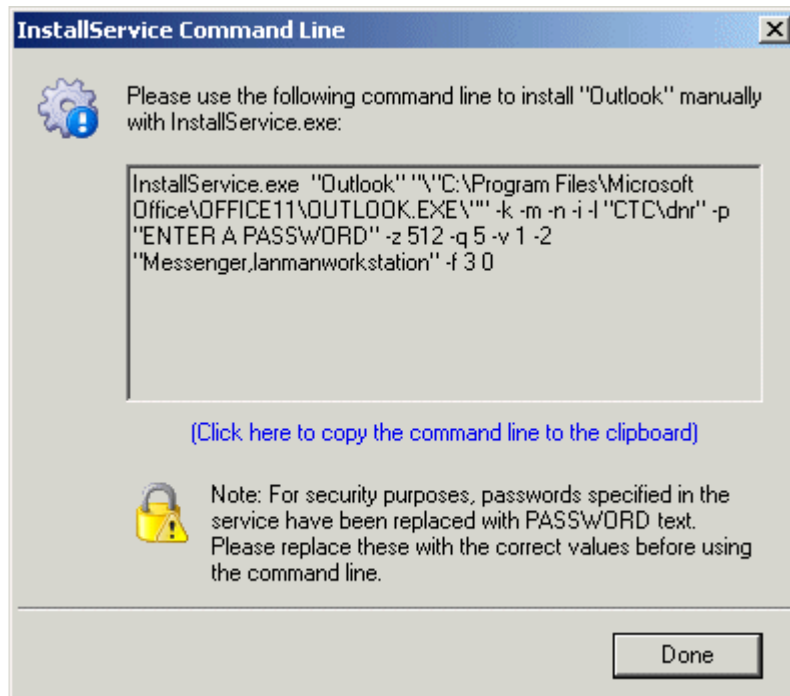 InstallService Command Line
Please use the following command line to install "Outlook" manually
with InstallService.exe:
InstallService.exe "Outlook" "\"C:\Program Files\Microsoft
Office\OFFICE11\OUTLOOK.EXE\"" -k -m -n -i -l "CTC\dnr" -p
"ENTER A PASSWORD" -z 512 -q 5 -v 1 -2
"Messenger,lanmanworkstation" -f 3 0
(Click here to copy the command line to the clipboard)
Note: For security purposes, passwords specified in the
service have been replaced with PASSWORD text.
Please replace these with the correct values before using
the command line.
Done